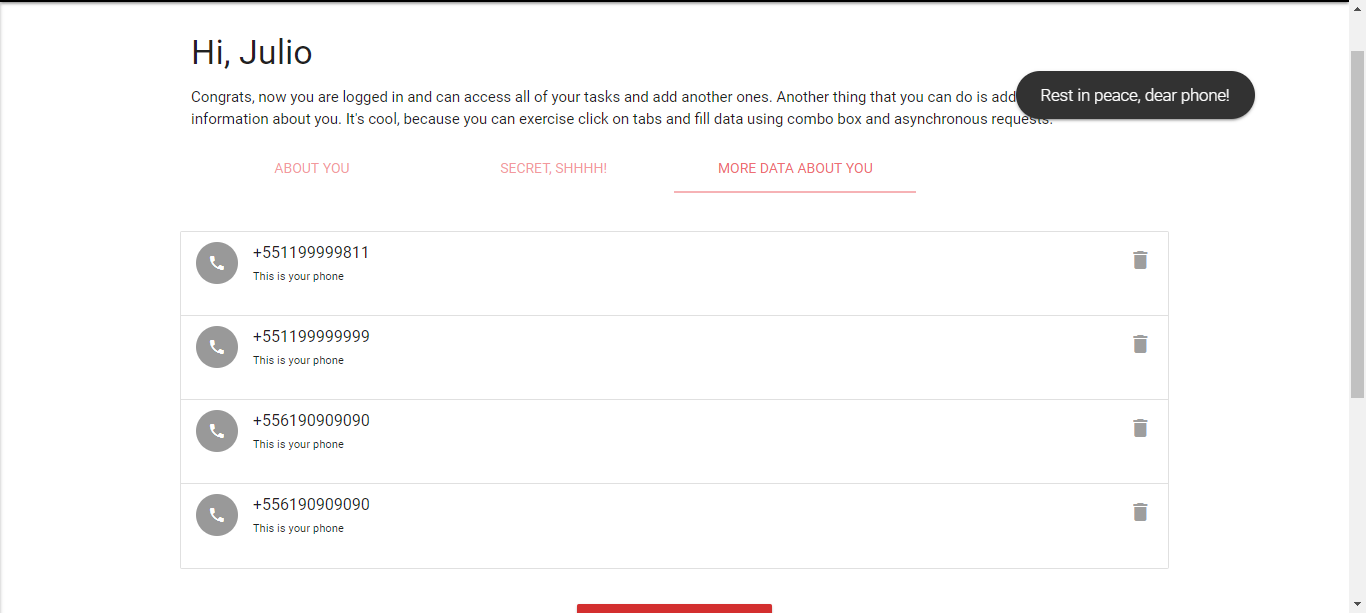 Hi, Julio
Congrats, now you are logged in and can access all of your tasks and add another ones. Another thing that you can do is add
information about you. It's cool, because you can exercise click on tabs and fill data using combo box and asynchronous requests.
Rest in peace, dear phone!
ABOUT YOU
SECRET, SHHHH!
MORE DATA ABOUT YOU
+551199999811
This is your phone
+551199999999
This is your phone
+556190909090
This is your phone
+556190909090
This is your phone